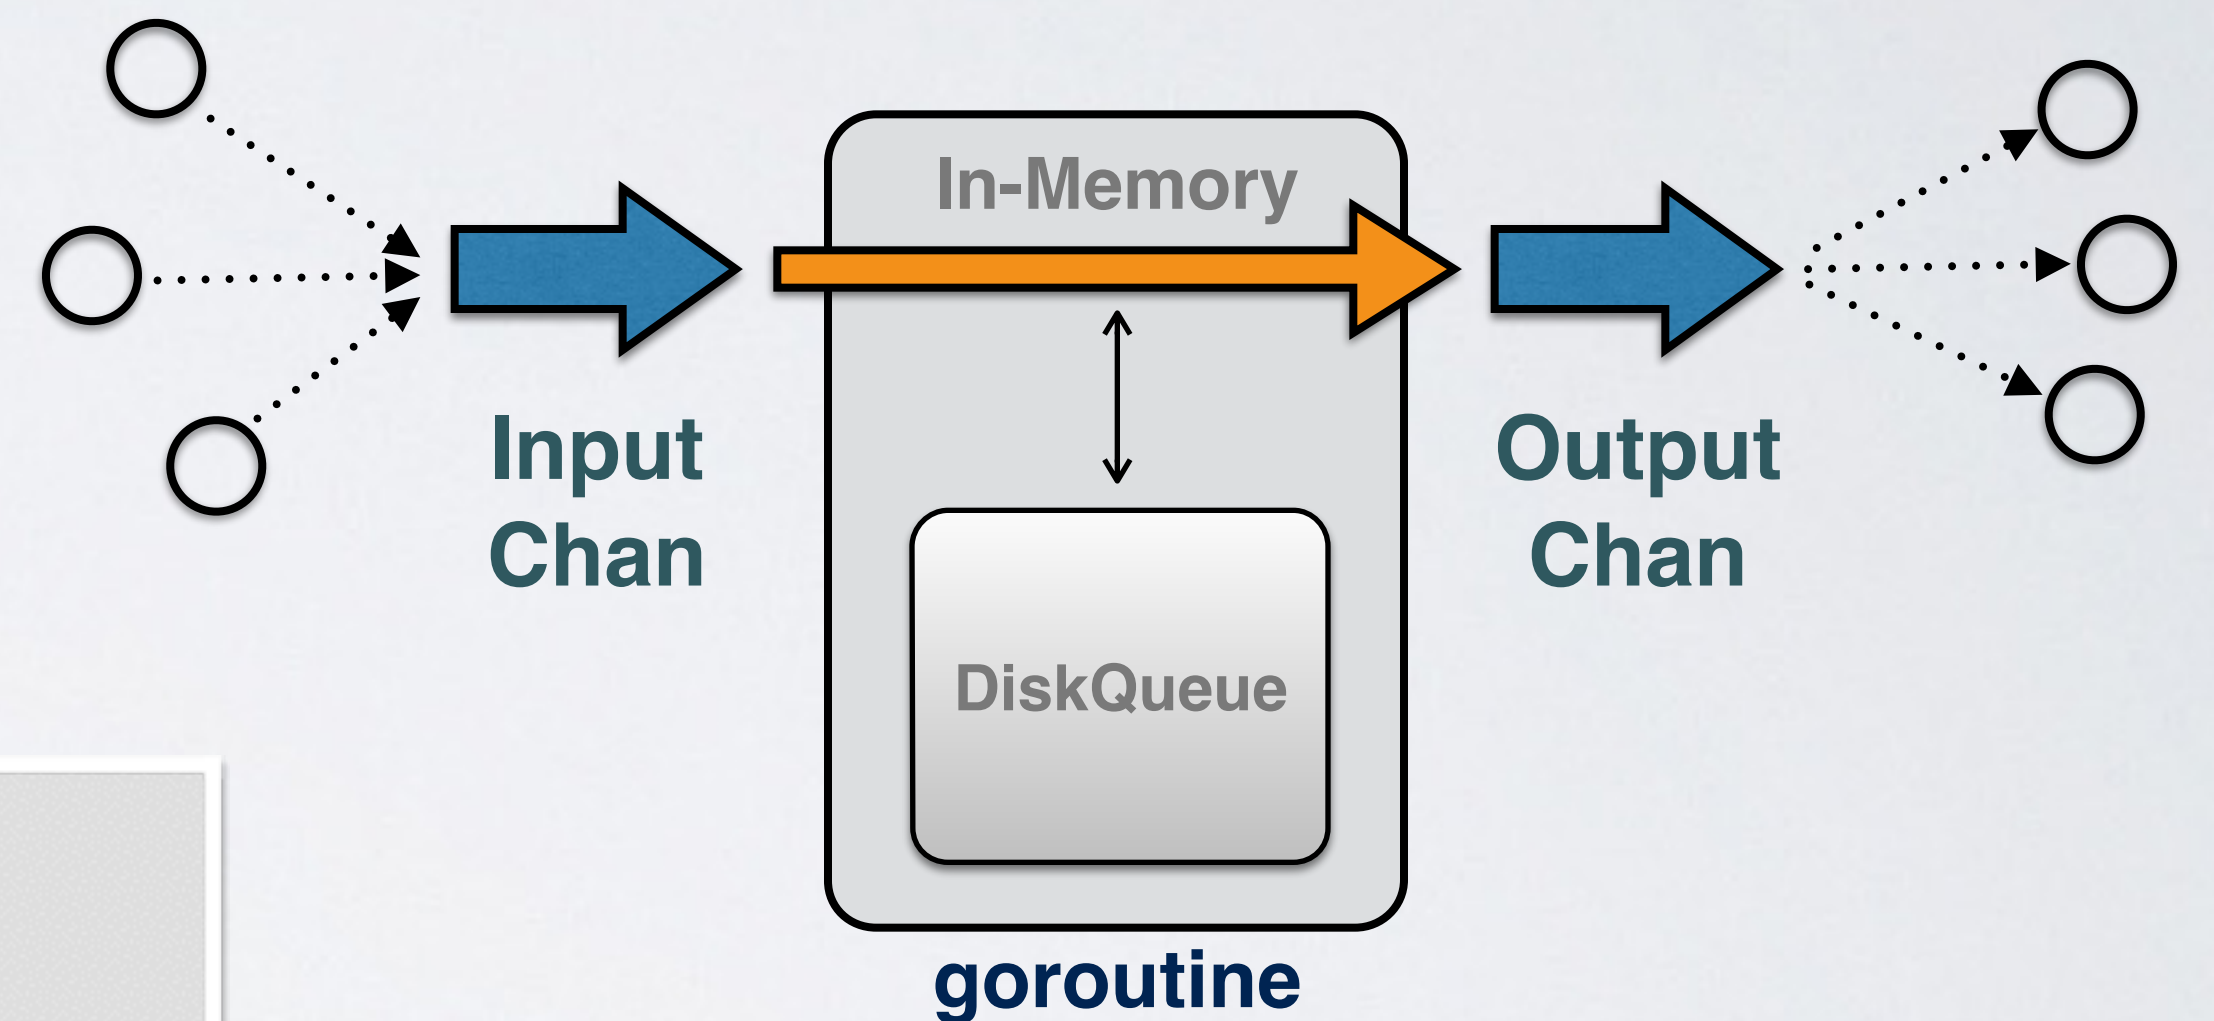 In-Memory
Input
Chan
Output
Chan
DiskQueue
goroutine